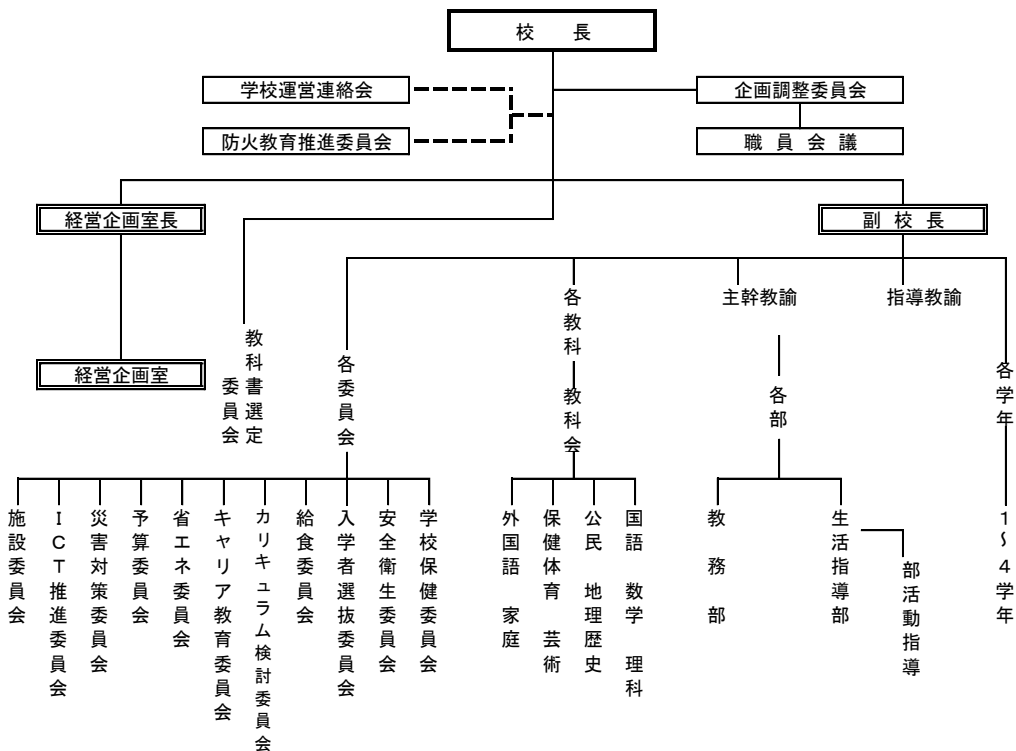 校　長
学校運営連絡会
企画調整委員会
防火教育推進委員会
職　員　会　議
経営企画室長
副　校　長
主幹教諭
指導教諭
経営企画室
教科書選定
委員会
各委員会
各教科
教科会
各部
各学年
学校保健委員会
安全衛生委員会
入学者選抜委員会
給食委員会
カリキュラム検討委員会
キャリア教育委員会
省エネ委員会
予算委員会
災害対策委員会
ＩＣＴ推進委員会
施設委員会
国語　数学　理科
公民　地理歴史
保健体育　芸術
外国語　家庭
生活指導部
部活動指導
教　務　部
１～４学年